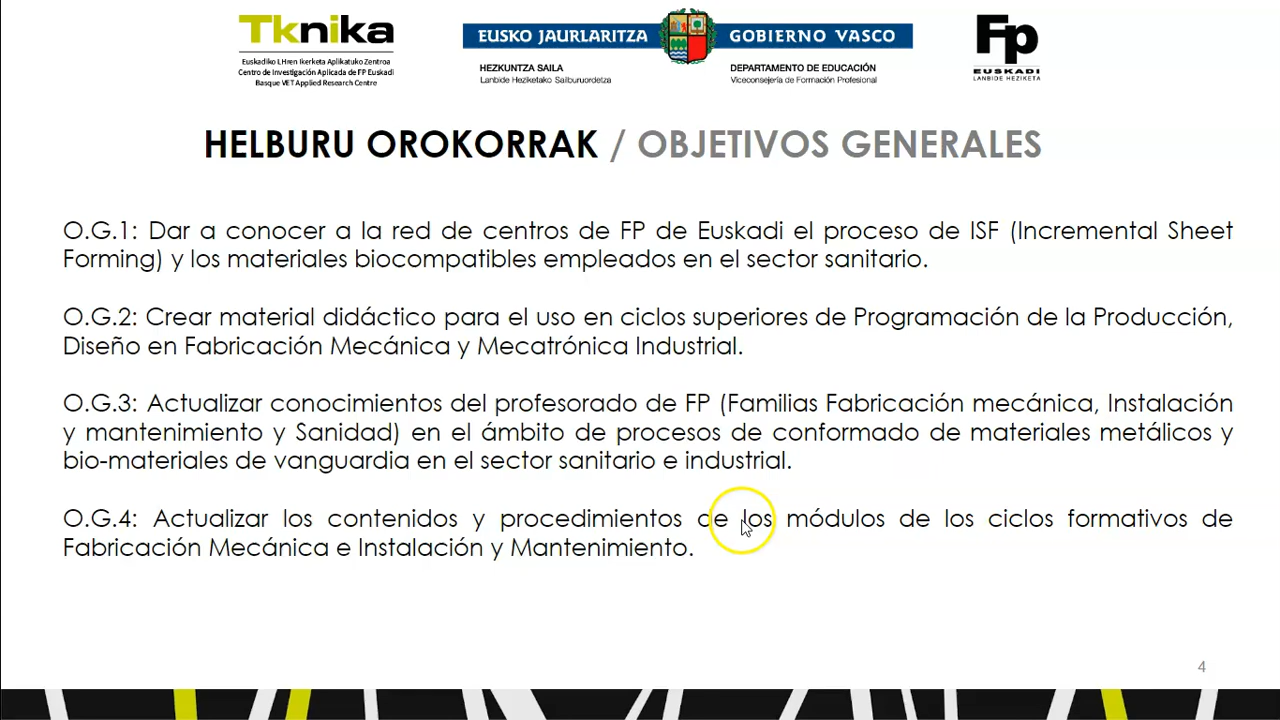 Tknika
Euskadiko LHren Ikerketa Aplikatuko Zentroa
Centro de Investigación Aplicada de FP Euskadi
Basque VET Applied Research Centre
EUSKO JAURLARITZA
GOBIERNO VASCO
HEZKUNTZA SAILA
Lanbide Heziketako Sailburuordetza
DEPARTAMENTO DE EDUCACIÓN
Viceconsejería de Formación Profesional
Fp
EUSKADI
LANBIDE HEZIKETA
HELBURU OROKORRAK / OBJETIVOS GENERALES
O.G.1: Dar a conocer a la red de centros de FP de Euskadi el proceso de ISF (Incremental Sheet
Forming) y los materiales biocompatibles empleados en el sector sanitario.
O.G.2: Crear material didáctico para el uso en ciclos superiores de Programación de la Producción,
Diseño en Fabricación Mecánica y Mecatrónica Industrial.
O.G.3: Actualizar conocimientos del profesorado de FP (Familias Fabricación mecánica, Instalación
y mantenimiento y Sanidad) en el ámbito de procesos de conformado de materiales metálicos y
bio-materiales de vanguardia en el sector sanitario e industrial.
O.G.4: Actualizar los contenidos y procedimientos de los módulos de los ciclos formativos de
Fabricación Mecánica e Instalación y Mantenimiento.
4